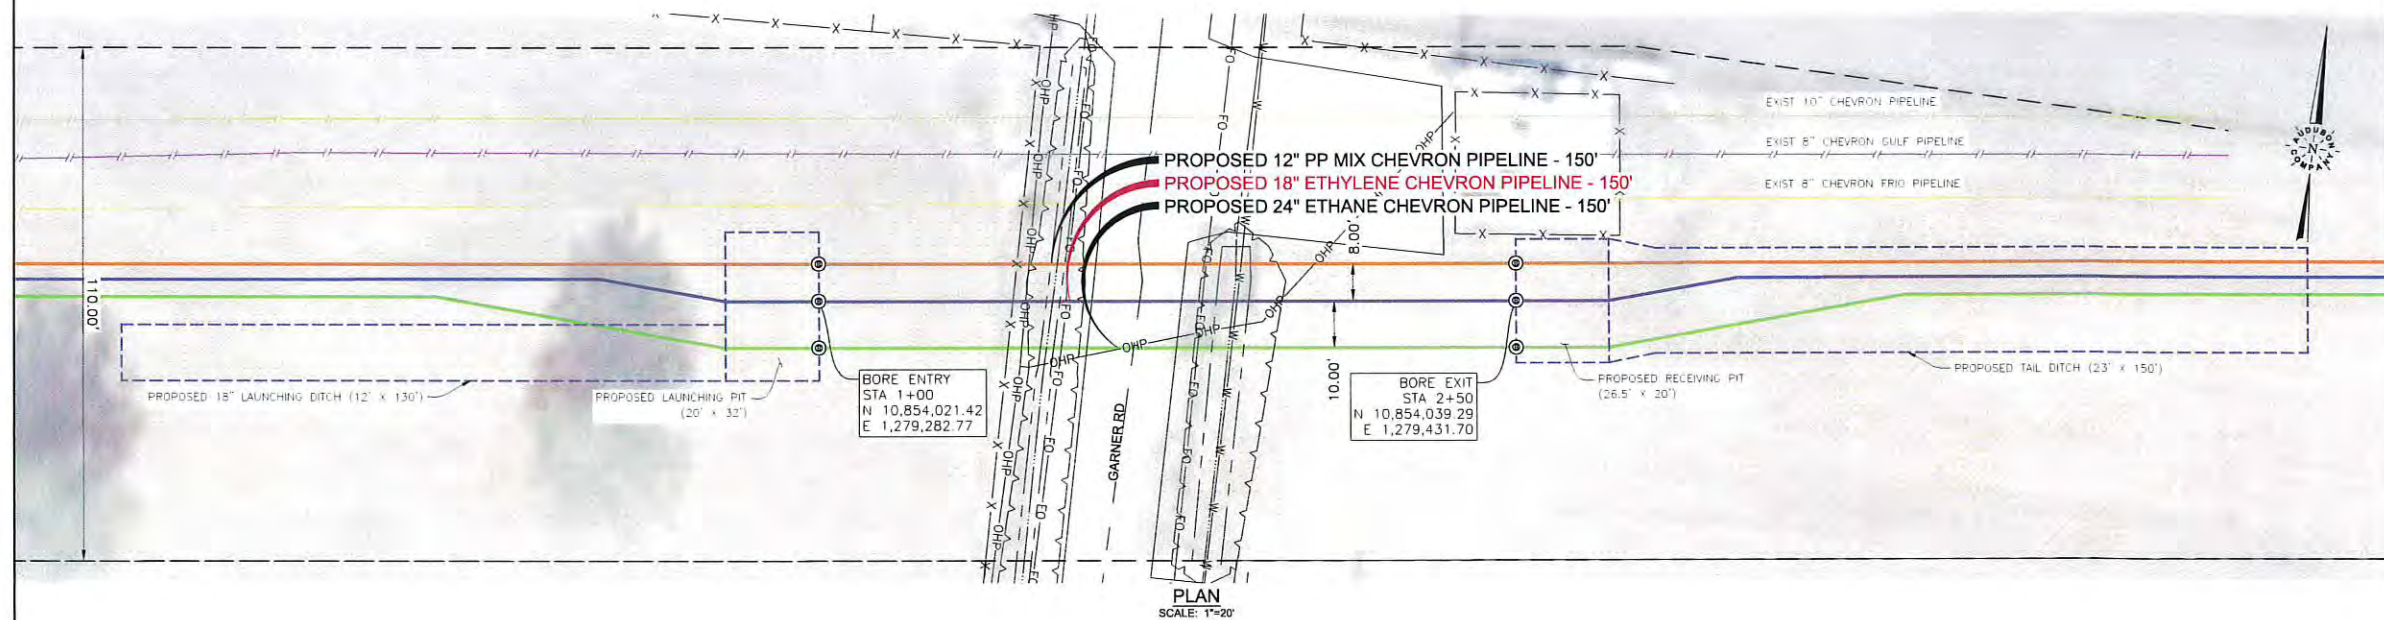 EXIST 10" CHEVRON PIPELINE
EXIST 8" CHEVRON GULF PIPELINE
EXIST 8" CHEVRON FRIO PIPELINE
AUDUBON
N
COMPANY
PROPOSED 12" PP MIX CHEVRON PIPELINE - 150'
PROPOSED 18" ETHYLENE CHEVRON PIPELINE - 150'
PROPOSED 24" ETHANE CHEVRON PIPELINE - 150'
110.00'
8.00'
10.00'
PROPOSED 18" LAUNCHING DITCH (12' X 130')
PROPOSED LAUNCHING PIT
(20' X 32')
BORE ENTRY
STA 1+00
N 10,854,021.42
E 1,279,282.77
GARNER RD
BORE EXIT
STA 2+50
N 10,854,039.29
E 1,279,431.70
PROPOSED RECEIVING PIT
(26.5' X 20')
PROPOSED TAIL DITCH (23' X 150')
OHP
FO
W
X
PLAN
SCALE: 1"=20'